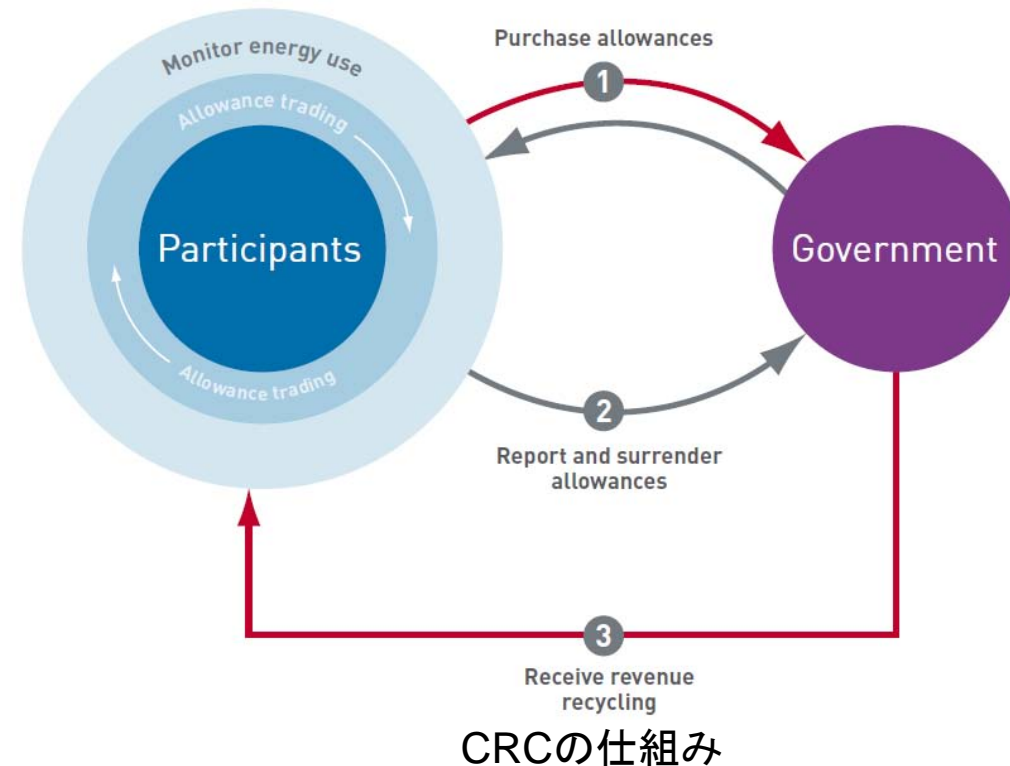 Purchase allowances
1
Monitor energy use
Allowance trading
Participants
Government
Allowance trading
2
Report and surrender
allowances
3
Receive revenue
recycling
CRCの仕組み